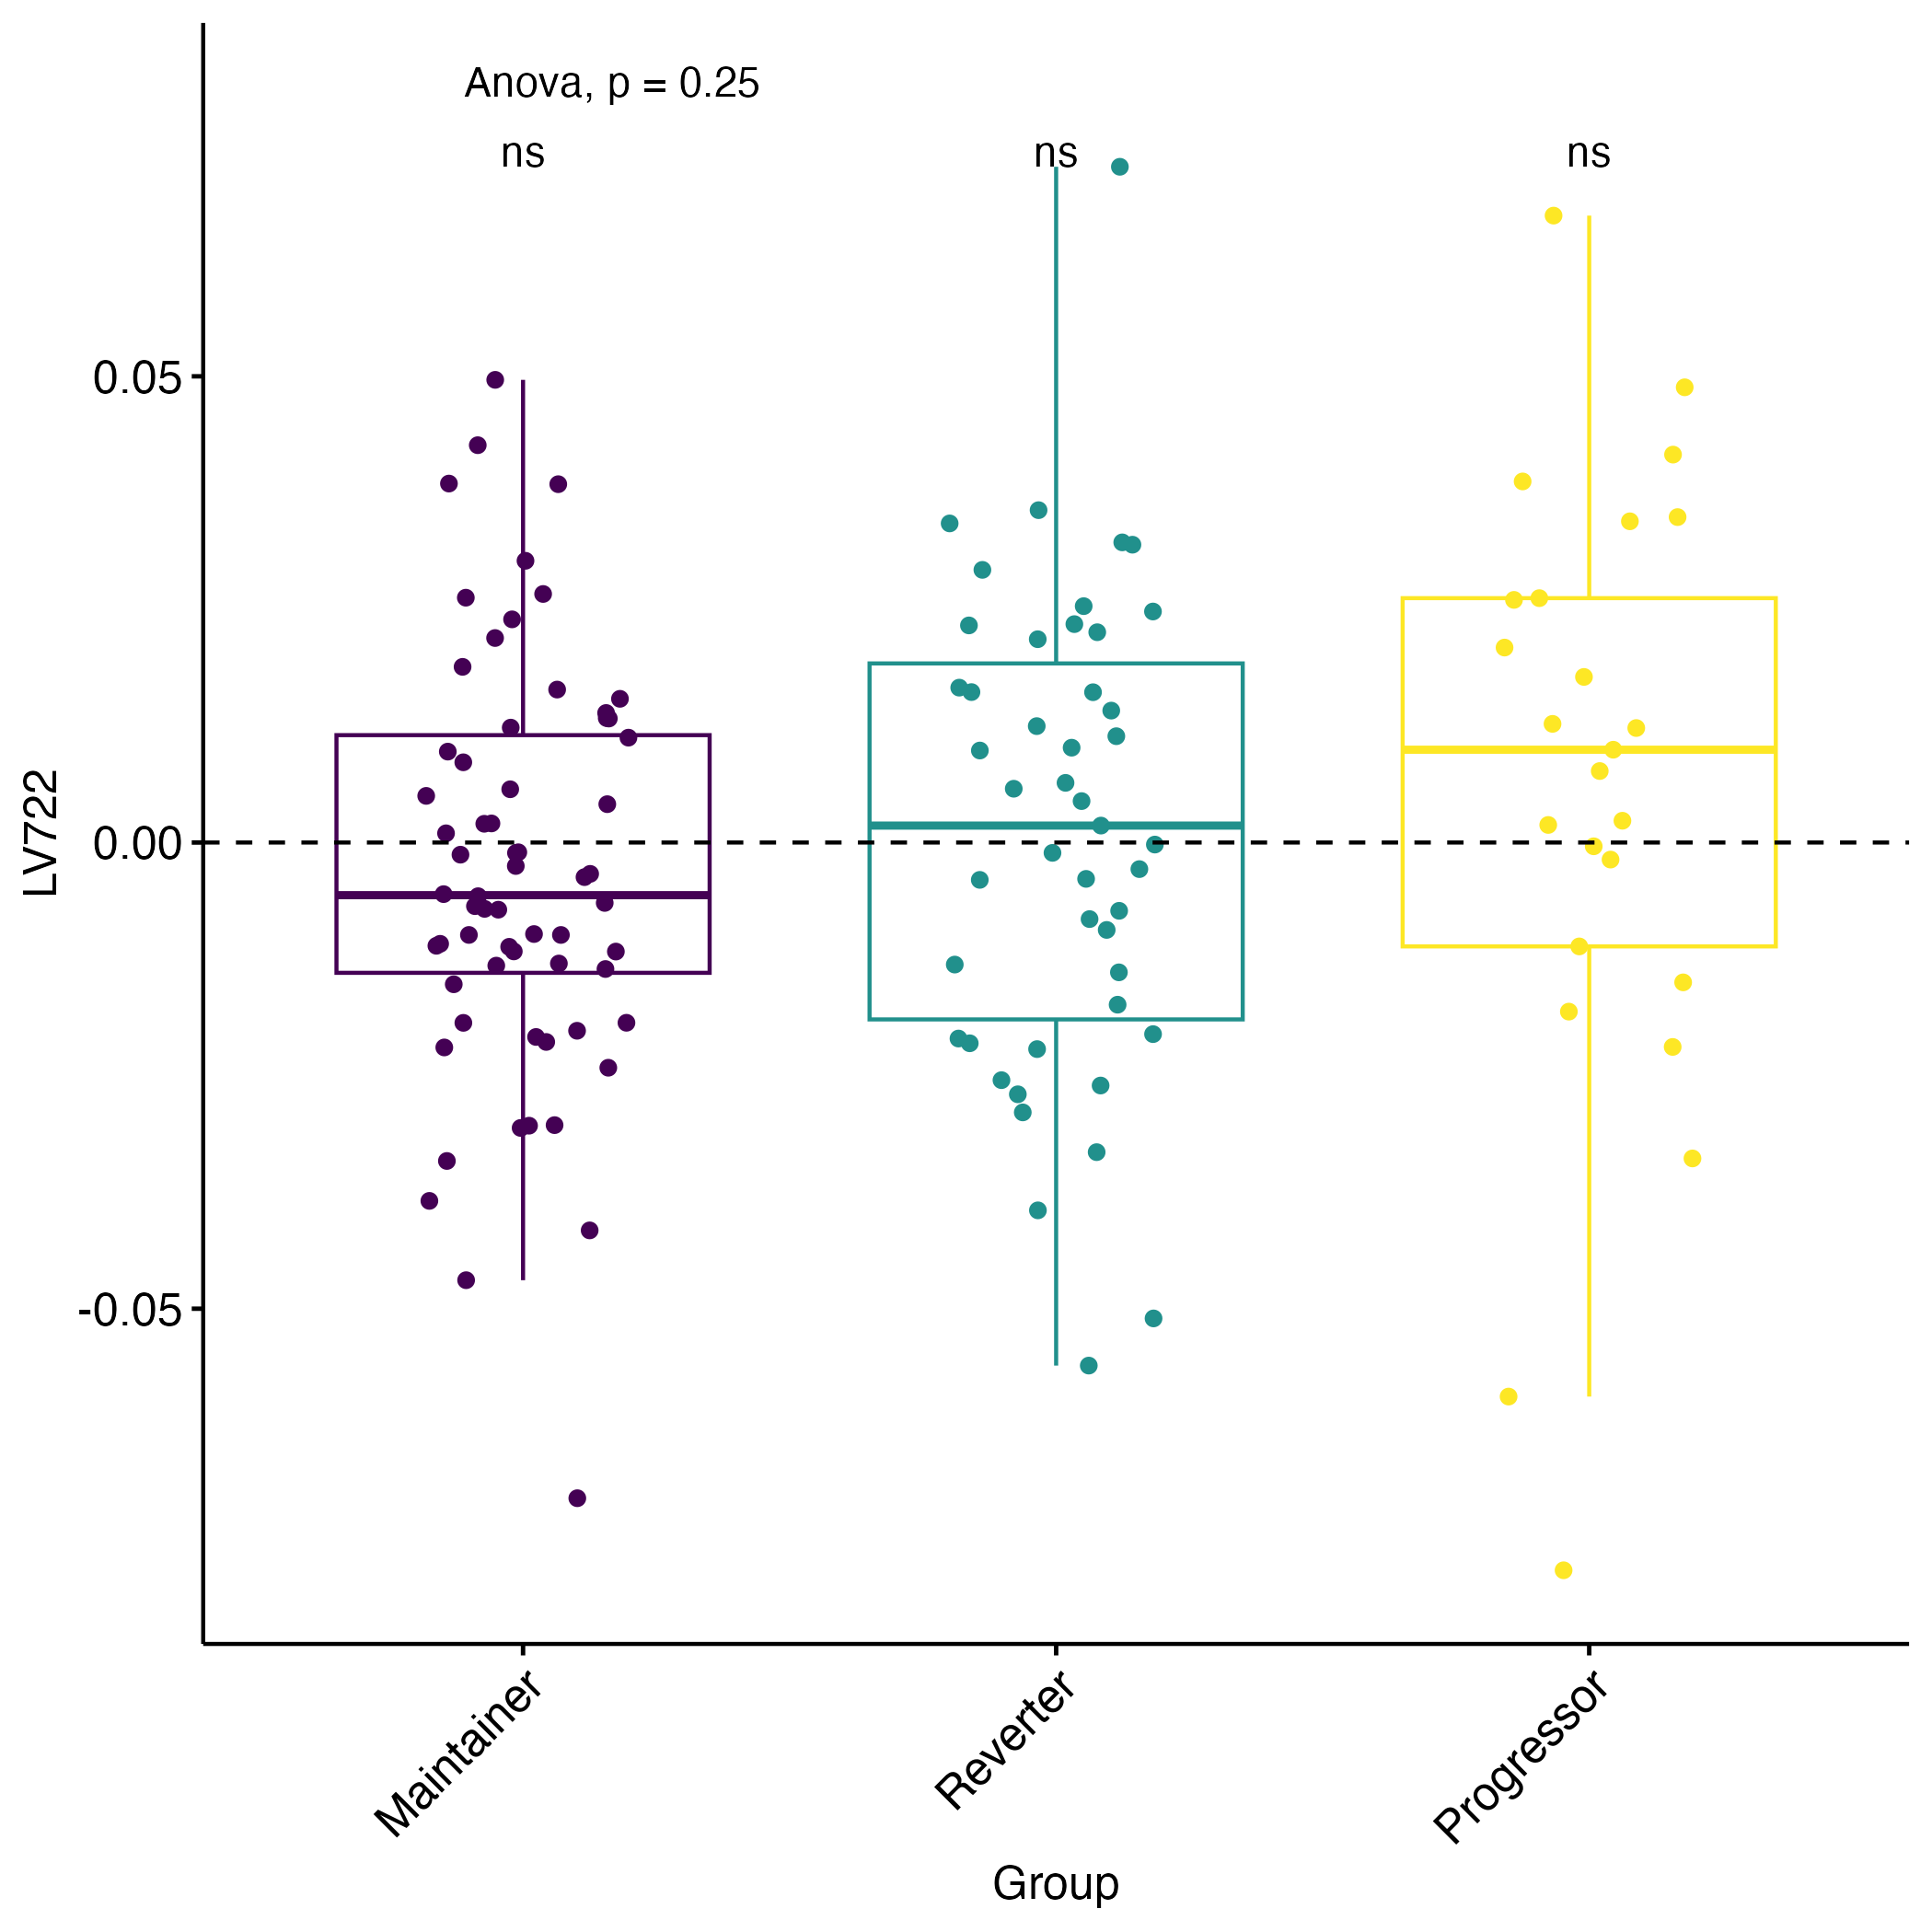 Anova, p = 0.25
ns ns ns
0.05
0.00
-0.05
LV722
Maintainer Reverter Progressor
Group